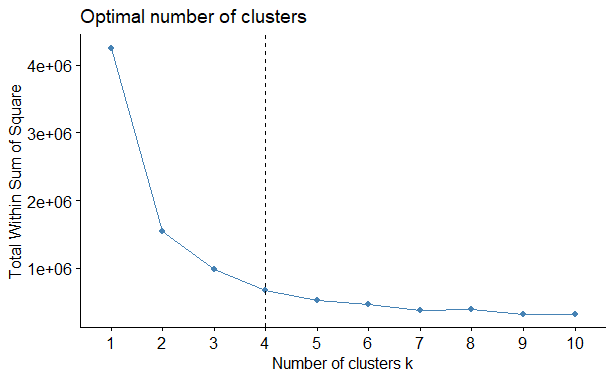 Optimal number of clusters
Total Within Sum of Square
4e+06
3e+06
2e+06
1e+06
1 2 3 4 5 6 7 8 9 10
Number of clusters k